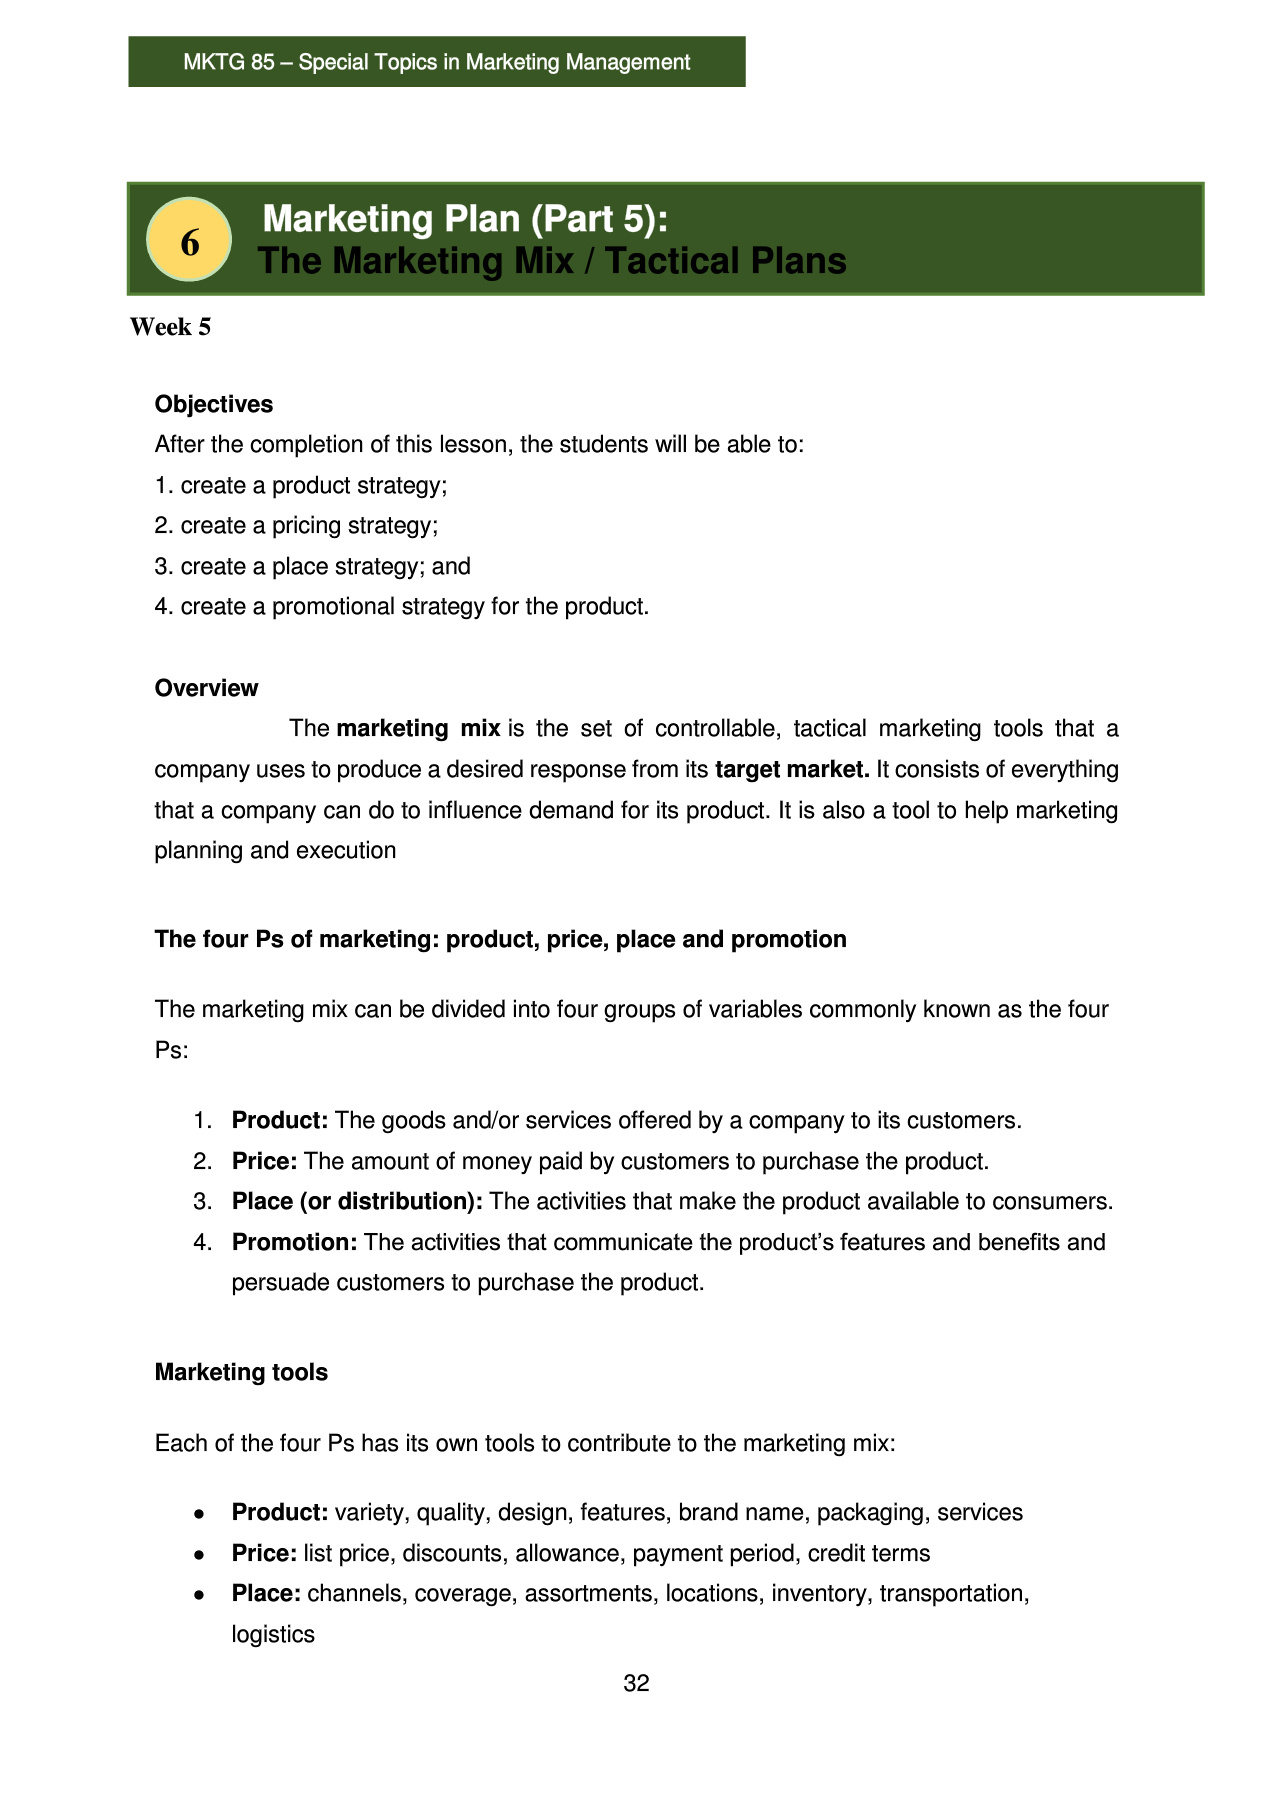 MKTG 85 – Special Topics in Marketing Management
6
Marketing Plan (Part 5):
The Marketing Mix / Tactical Plans
Week 5
Objectives
After the completion of this lesson, the students will be able to:
1. create a product strategy;
2. create a pricing strategy;
3. create a place strategy; and
4. create a promotional strategy for the product.
Overview
The marketing mix is the set of controllable, tactical marketing tools that a
company uses to produce a desired response from its target market. It consists of everything
that a company can do to influence demand for its product. It is also a tool to help marketing
planning and execution
The four Ps of marketing: product, price, place and promotion
The marketing mix can be divided into four groups of variables commonly known as the four
Ps:
1. Product: The goods and/or services offered by a company to its customers.
2. Price: The amount of money paid by customers to purchase the product.
3. Place (or distribution): The activities that make the product available to consumers.
4. Promotion: The activities that communicate the product’s features and benefits and
persuade customers to purchase the product.
Marketing tools
Each of the four Ps has its own tools to contribute to the marketing mix:
● Product: variety, quality, design, features, brand name, packaging, services
● Price: list price, discounts, allowance, payment period, credit terms
● Place: channels, coverage, assortments, locations, inventory, transportation,
logistics
32